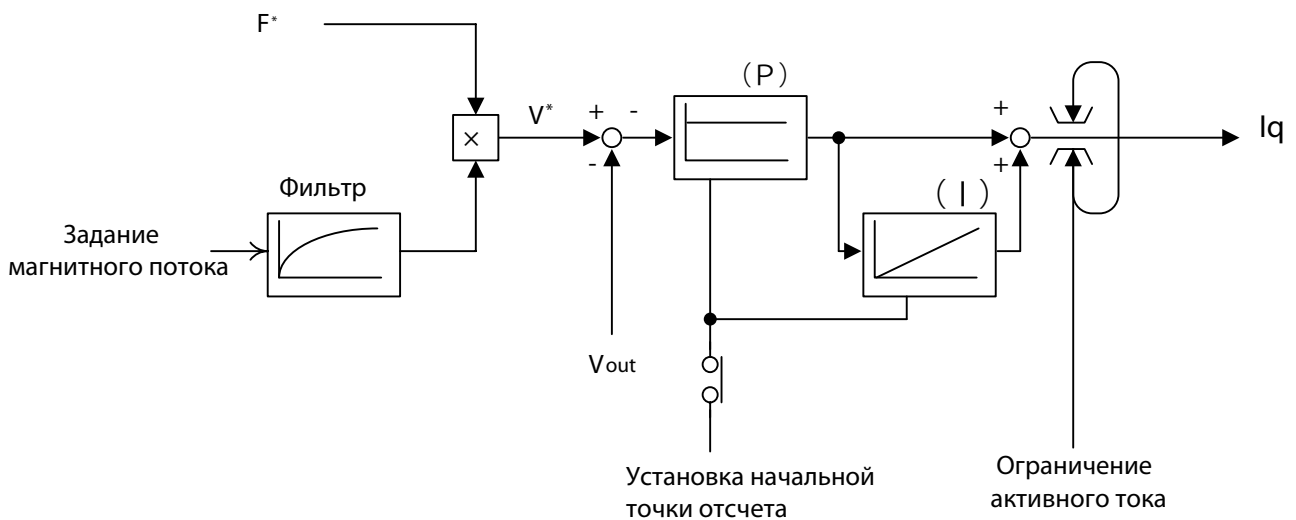 F*
(P)
V*
+
-
Iq
×
+
-
+
Фильтр
(I)
Задание
магнитного потока
Vout
Установка начальной
точки отсчета
Ограничение
активного тока